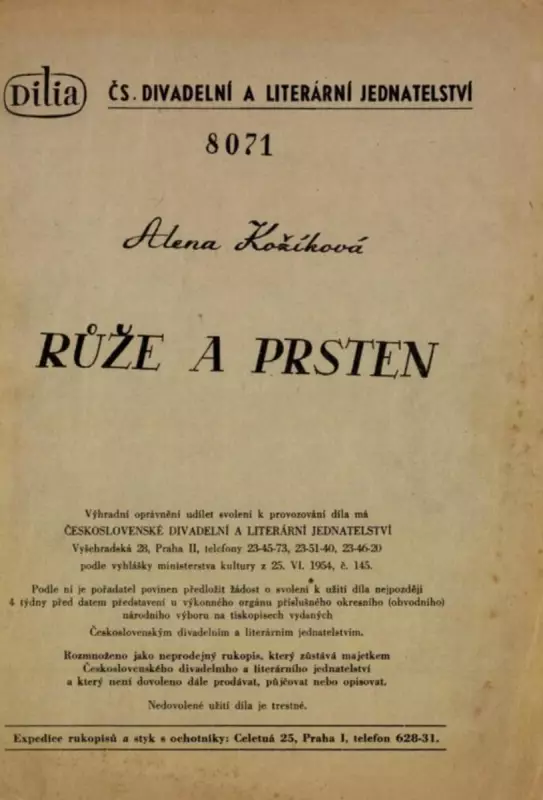 Dilia
ČS. DIVADELNÍ A LITERÁRNÍ JEDNATELSTVÍ
8071
Alena Kožíková
RŮŽE A PRSTEN
Výhradní oprávnění udílet svolení k provozování díla má
ČESKOSLOVENSKÉ DIVADELNÍ A LITERÁRNÍ JEDNATELSTVÍ
Vyšehradská 28, Praha II, telefony 23-45-73, 23-51-40, 23-46-20
podle vyhlášky ministerstva kultury z 25. VI. 1954, č. 145.
Podle ní je pořadatel povinen předložit žádost o svolení k užití díla nejpozději
4 týdny před datem představení u výkonného orgánu příslušného okresního (obvodního)
národního výboru na tiskopisech vydaných
Československým divadelním a literárním jednatelstvím.
Rozmnoženo jako neprodejný rukopis, který zůstává majetkem
Československého divadelního a literárního jednatelství
a který není dovoleno dále prodávat, půjčovat nebo opisovat.
Nedovolené užití díla je trestné.
Expedice rukopisů a styk s ochotníky: Celetná 25, Praha I, telefon 628-31.